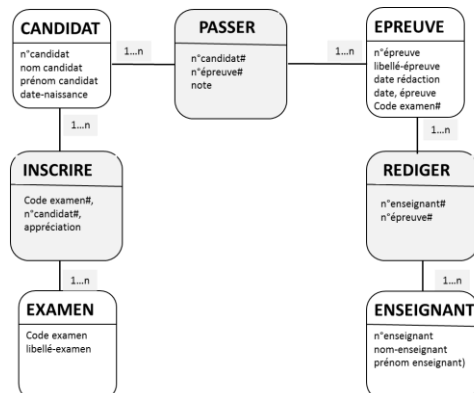 CANDIDAT
n°candidat
nom candidat
prénom candidat
date-naissance
1...n
PASSER
n°candidat#
n°épreuve#
note
1...n
EPREUVE
n°épreuve
libellé-épreuve
date rédaction
date, épreuve
Code examen#
1...n
1...n
INSCRIRE
Code examen#,
n°candidat#,
appréciation
REDIGER
n°enseignant#
n°épreuve#
1...n
1...n
EXAMEN
Code examen
libellé-examen
ENSEIGNANT
n°enseignant
nom-enseignant
prénom enseignant)